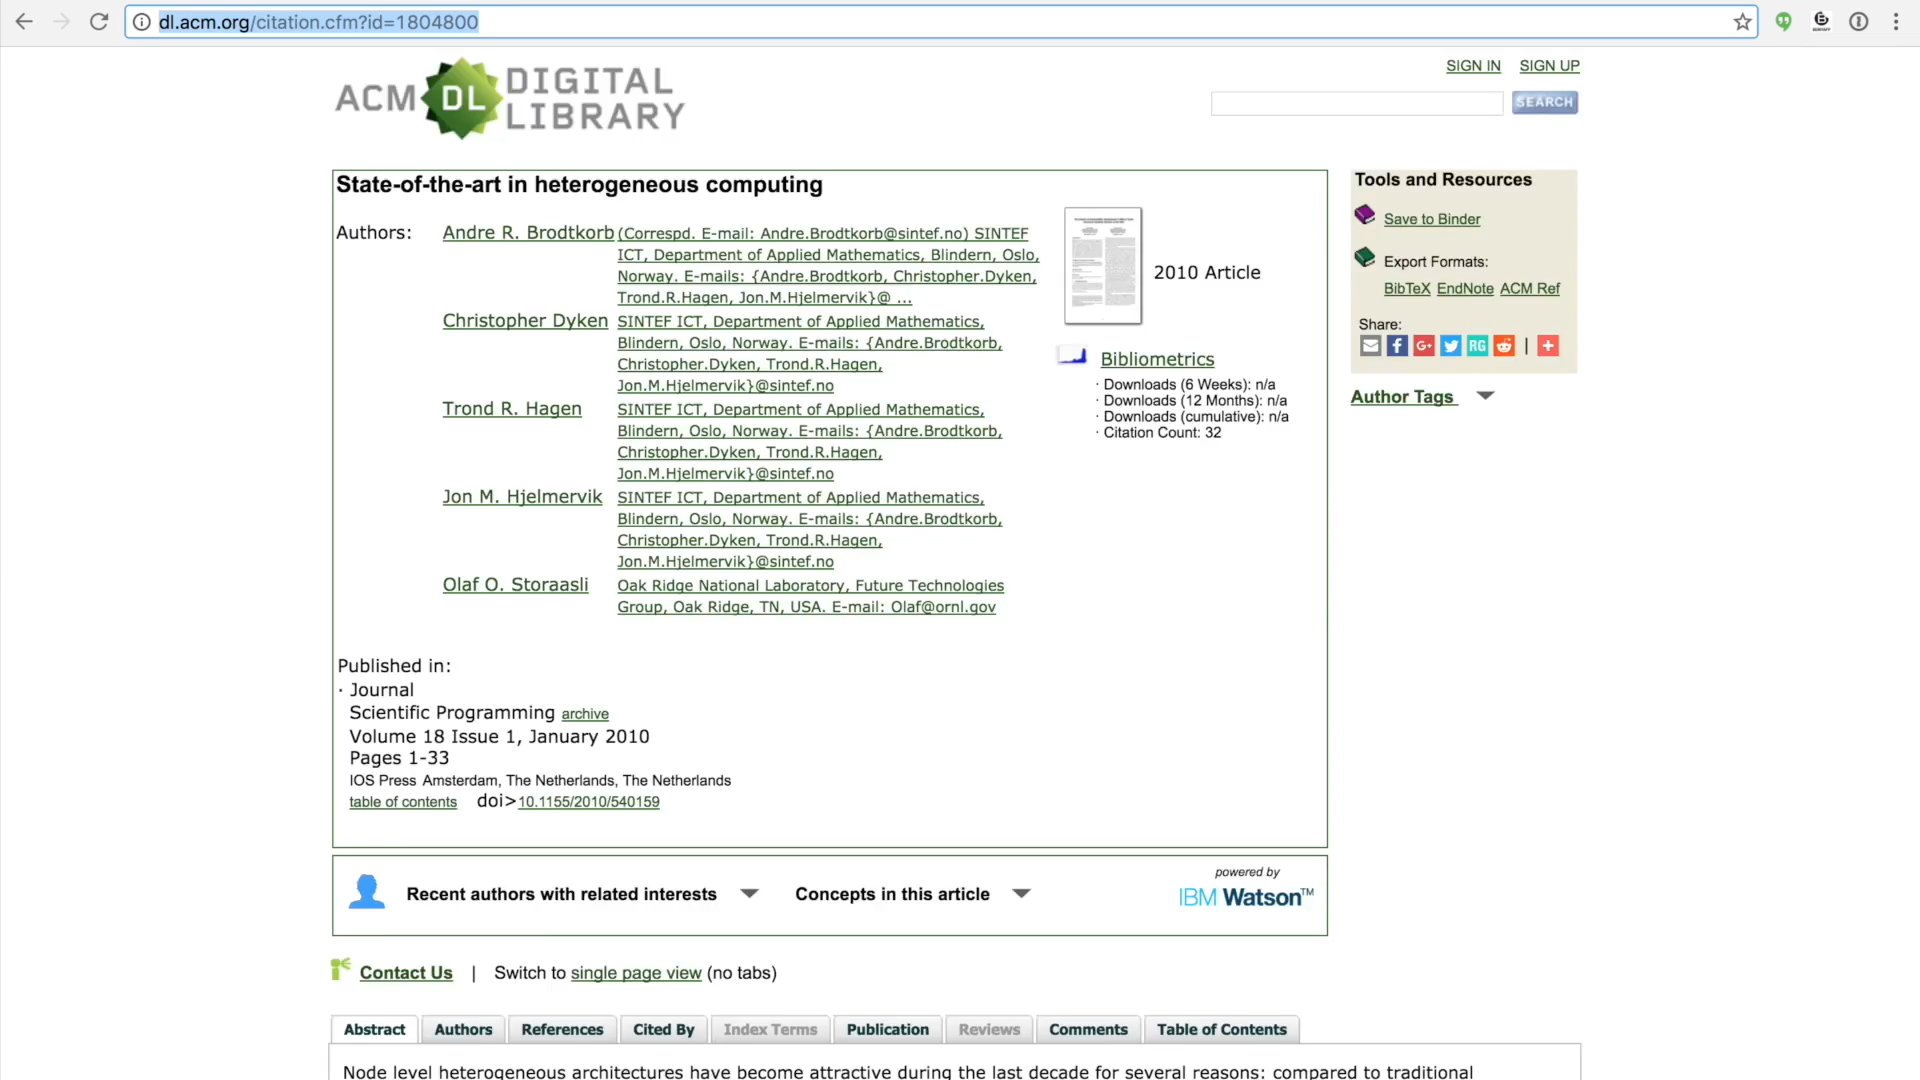 dl.acm.org/citation.cfm?id=1804800
SIGN IN SIGN UP
ACM DL DIGITAL LIBRARY
SEARCH
State-of-the-art in heterogeneous computing
Authors:
Andre R. Brodtkorb (Correspd. E-mail: Andre.Brodtkorb@sintef.no) SINTEF
ICT, Department of Applied Mathematics, Blindern, Oslo,
Norway. E-mails: {Andre.Brodtkorb, Christopher.Dyken,
Trond.R.Hagen, Jon.M.Hjelmervik}@ ...
Christopher Dyken SINTEF ICT, Department of Applied Mathematics,
Blindern, Oslo, Norway. E-mails: {Andre.Brodtkorb,
Christopher.Dyken, Trond.R.Hagen,
Jon.M.Hjelmervik}@sintef.no
Trond R. Hagen SINTEF ICT, Department of Applied Mathematics,
Blindern, Oslo, Norway. E-mails: {Andre.Brodtkorb,
Christopher.Dyken, Trond.R.Hagen,
Jon.M.Hjelmervik}@sintef.no
Jon M. Hjelmervik SINTEF ICT, Department of Applied Mathematics,
Blindern, Oslo, Norway. E-mails: {Andre.Brodtkorb,
Christopher.Dyken, Trond.R.Hagen,
Jon.M.Hjelmervik}@sintef.no
Olaf O. Storaasli Oak Ridge National Laboratory, Future Technologies
Group, Oak Ridge, TN, USA. E-mail: Olaf@ornl.gov
2010 Article
Bibliometrics
· Downloads (6 Weeks): n/a
· Downloads (12 Months): n/a
· Downloads (cumulative): n/a
· Citation Count: 32
Published in:
· Journal
Scientific Programming archive
Volume 18 Issue 1, January 2010
Pages 1-33
IOS Press Amsterdam, The Netherlands, The Netherlands
table of contents doi>10.1155/2010/540159
Tools and Resources
Save to Binder
Export Formats:
BibTeX EndNote ACM Ref
Share:
G+ RG | +
Author Tags
Recent authors with related interests Concepts in this article
powered by
IBM Watson™
Contact Us | Switch to single page view (no tabs)
Abstract Authors References Cited By Index Terms Publication Reviews Comments Table of Contents
Node level heterogeneous architectures have become attractive during the last decade for several reasons: compared to traditional